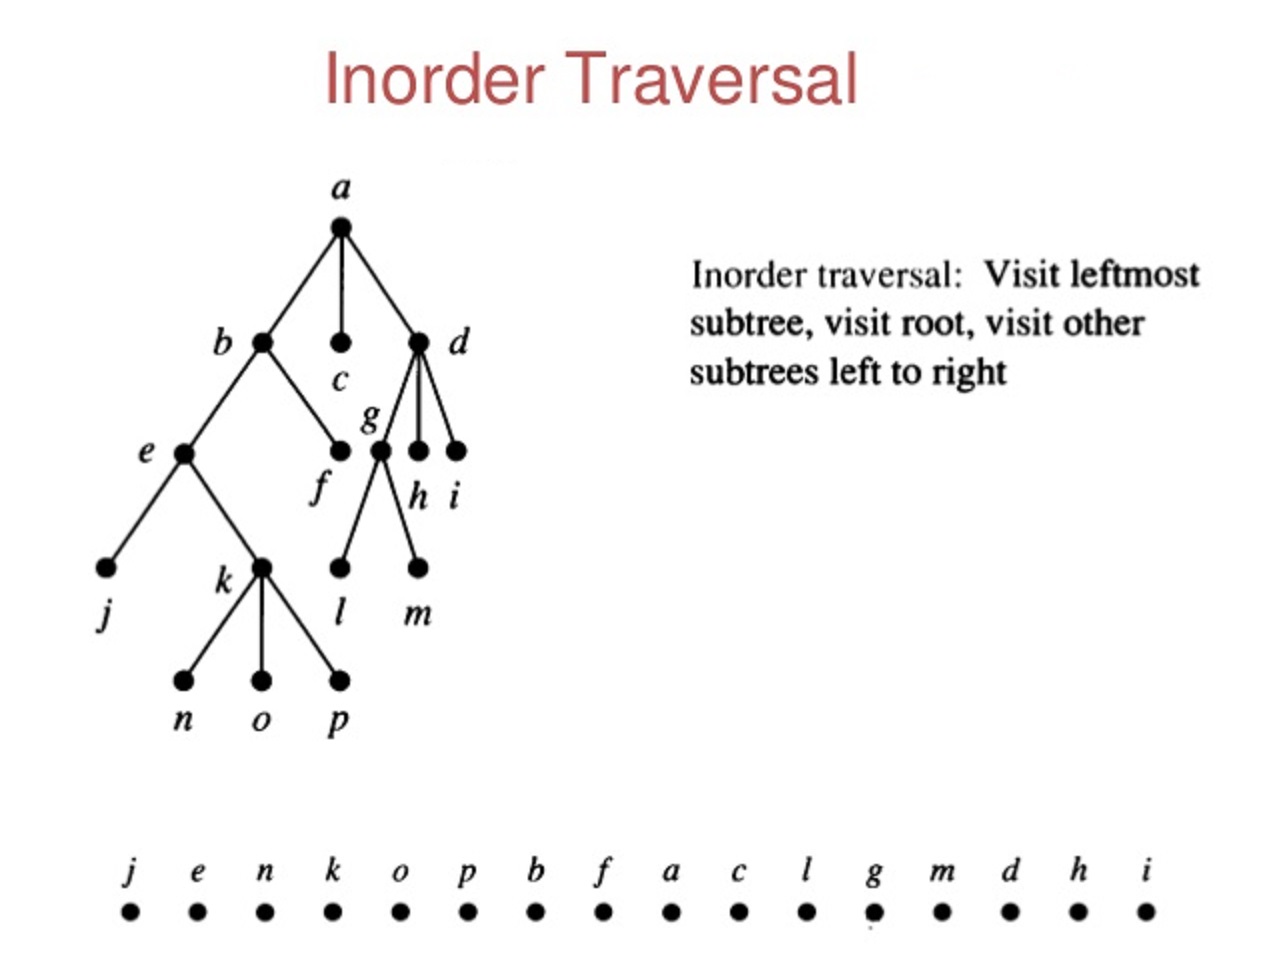 Inorder Traversal
a
Inorder traversal: Visit leftmost
subtree, visit root, visit other
subtrees left to right
b
d
c
g
e
f
h i
k
j
l
m
n o p
j e n k o p b f a c l g m d h i